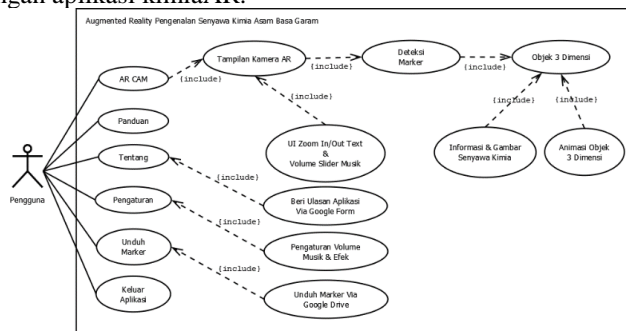 ngan aplikasi kimiaAR.
Augmented Reality Pengenalan Senyawa Kimia Asam Basa Garam
AR CAM
{include}
Tampilan Kamera AR
{include}
Deteksi
Marker
{include}
Objek 3 Dimensi
Panduan
{include}
{include}
{include}
UI Zoom In/Out Text
&
Volume Slider Musik
Informasi & Gambar
Senyawa Kimia
Animasi Objek
3 Dimensi
Tentang
{include}
Beri Ulasan Aplikasi
Via Google Form
Pengguna
Pengaturan
{include}
Pengaturan Volume
Musik & Efek
Unduh
Marker
{include}
Unduh Marker Via
Google Drive
Keluar
Aplikasi